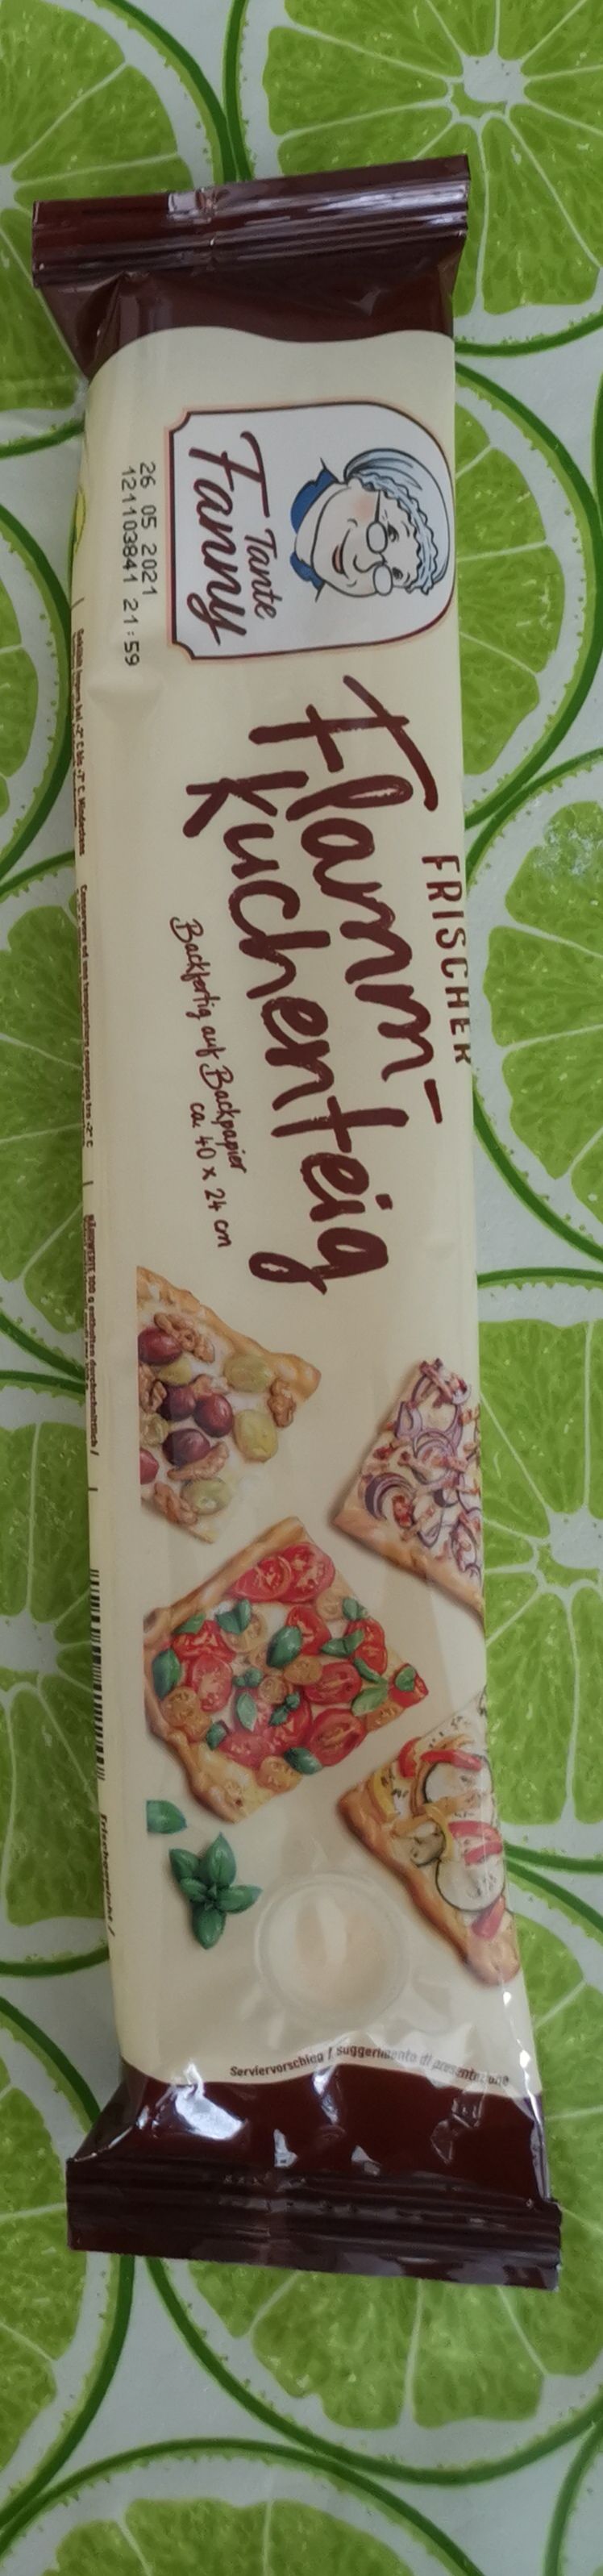 Tante
Fanny
26 05 2021
121103841 21:59
FRISCHER
Flamm-
kuchenteig
Backfertig auf Backpapier
ca. 40 x 24 cm
Serviervorschlag / suggerimento di presentazione